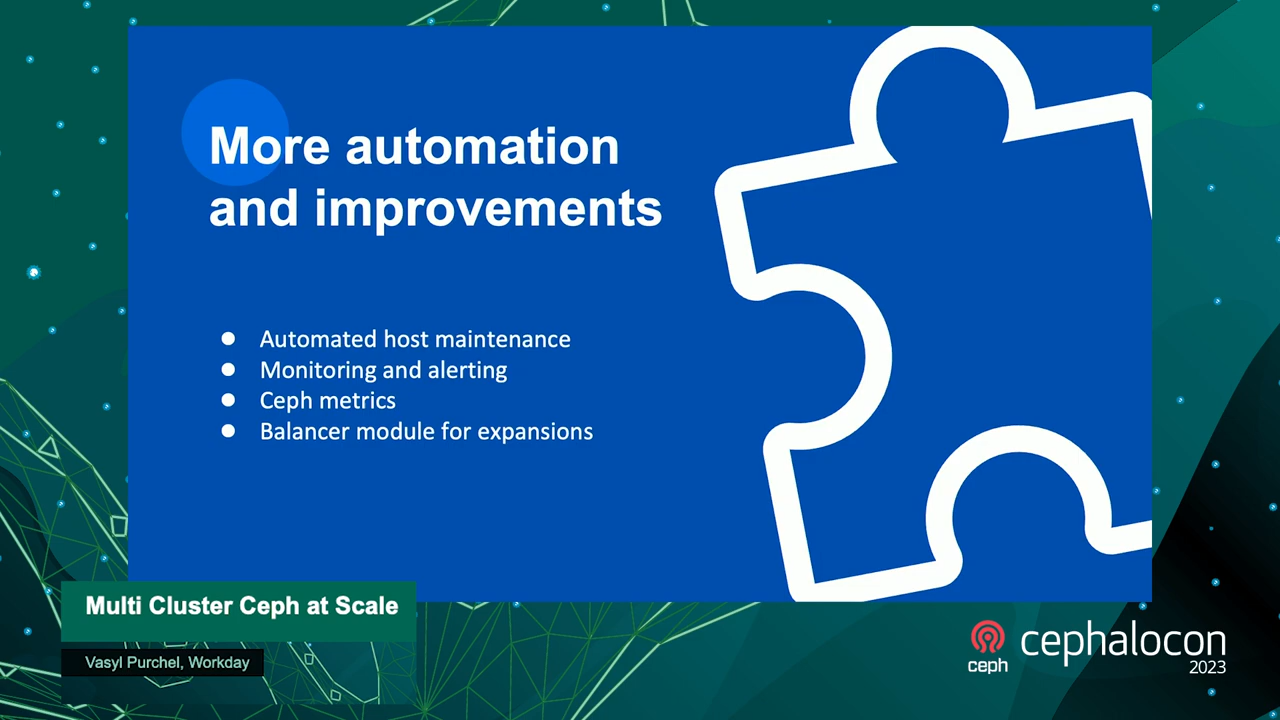 More automation
and improvements
● Automated host maintenance
● Monitoring and alerting
● Ceph metrics
● Balancer module for expansions
Multi Cluster Ceph at Scale
Vasyl Purchel, Workday
ceph
cephalocon
2023